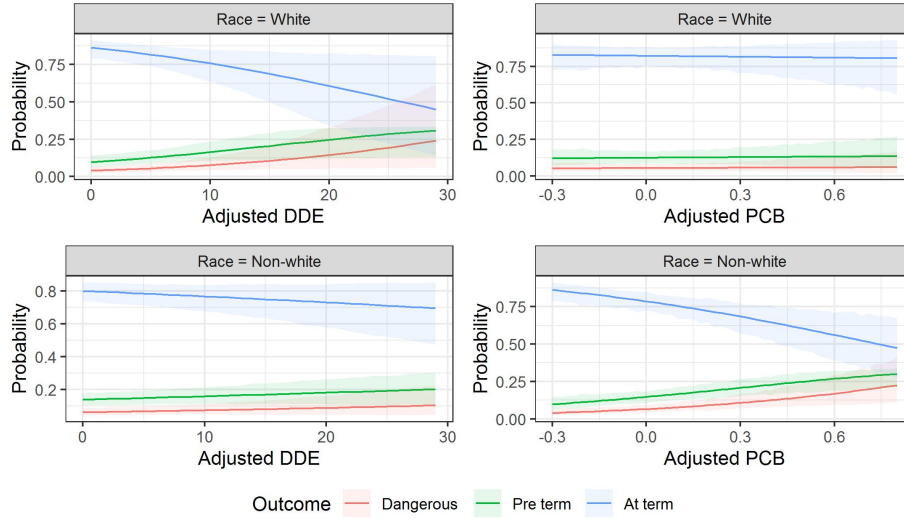 Race = White
Race = White
Probability
0.75
0.50
0.25
0.00
0
10
20
30
Adjusted DDE
Probability
0.75
0.50
0.25
0.00
-0.3
0.0
0.3
0.6
Adjusted PCB
Race = Non-white
Race = Non-white
Probability
0.8
0.6
0.4
0.2
0
10
20
30
Adjusted DDE
Probability
0.75
0.50
0.25
0.00
-0.3
0.0
0.3
0.6
Adjusted PCB
Outcome Dangerous Pre term At term